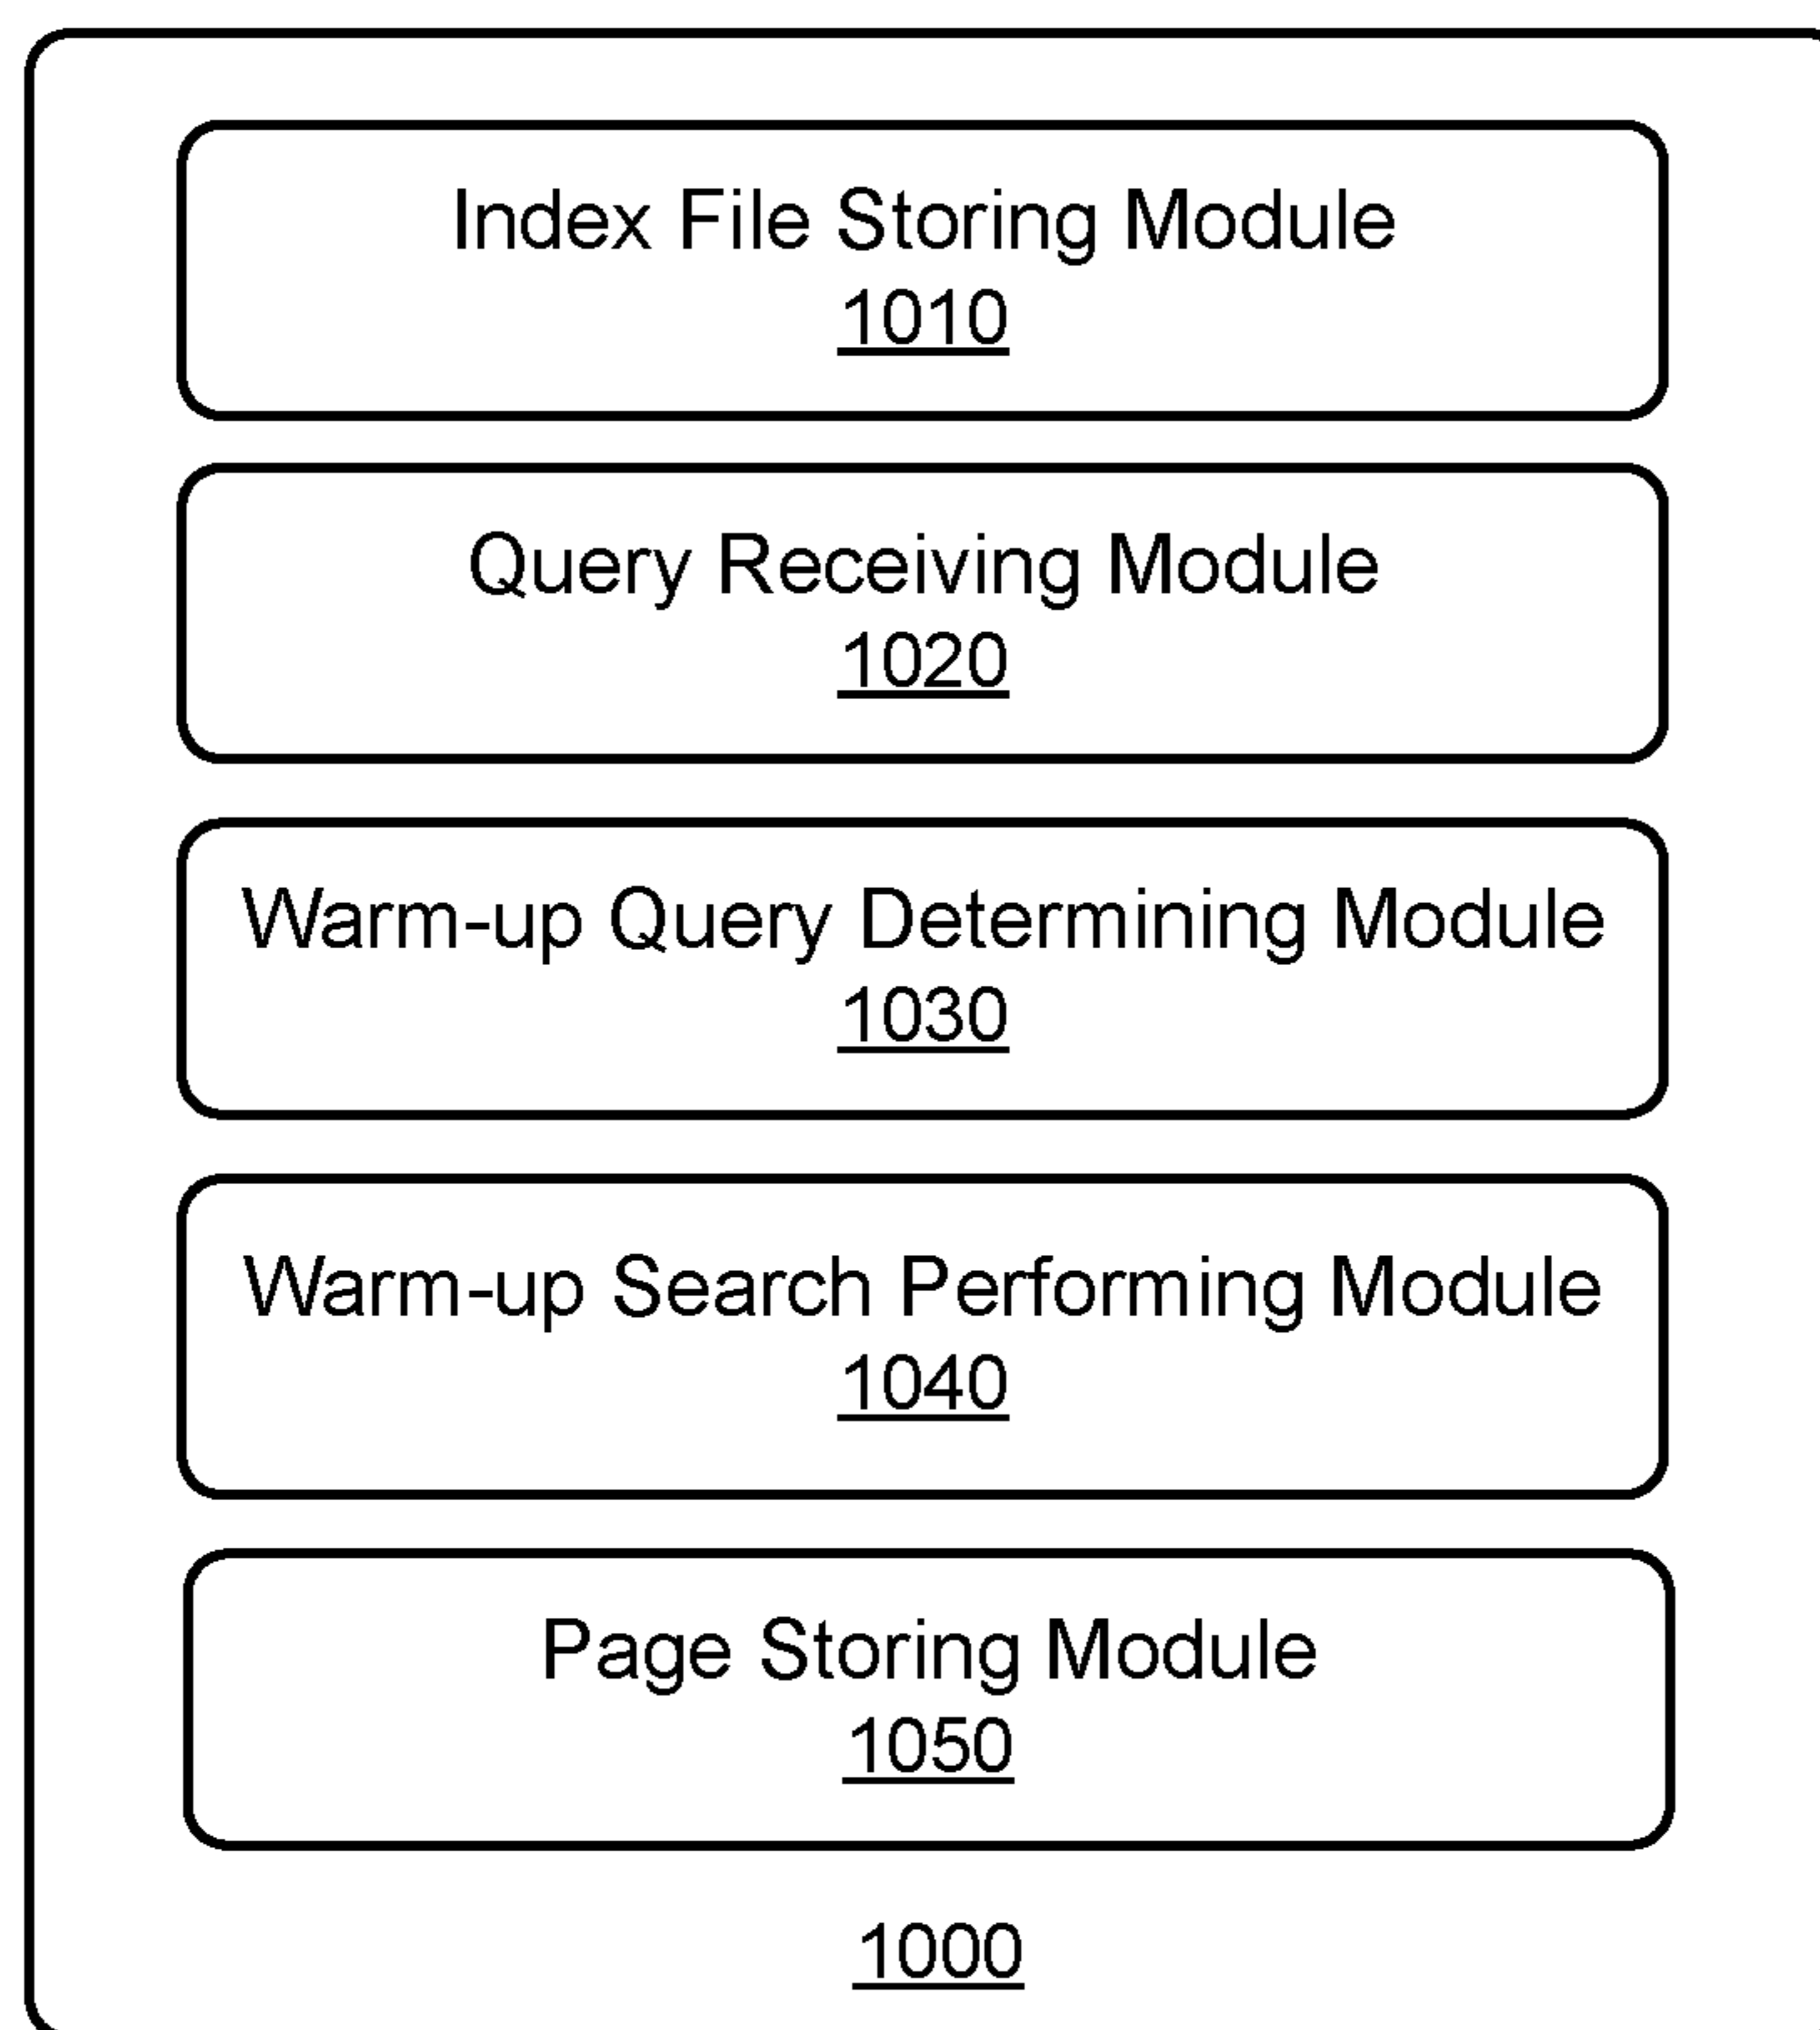 Index File Storing Module
1010
Query Receiving Module
1020
Warm-up Query Determining Module
1030
Warm-up Search Performing Module
1040
Page Storing Module
1050
1000